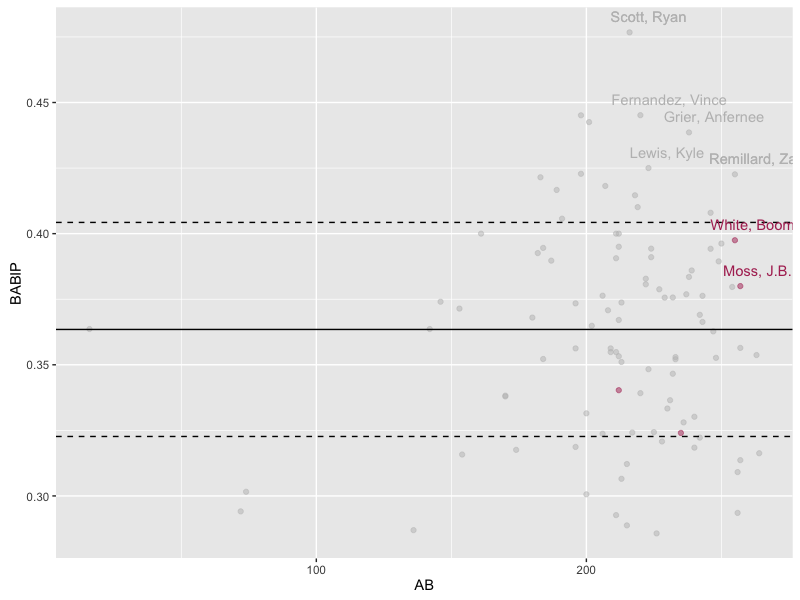 Scott, Ryan
Fernandez, Vince
Grier, Anfernee
Lewis, Kyle
Remillard, Za
White, Boom
Moss, J.B.
0.45
0.40
0.35
0.30
BABIP
100
200
AB